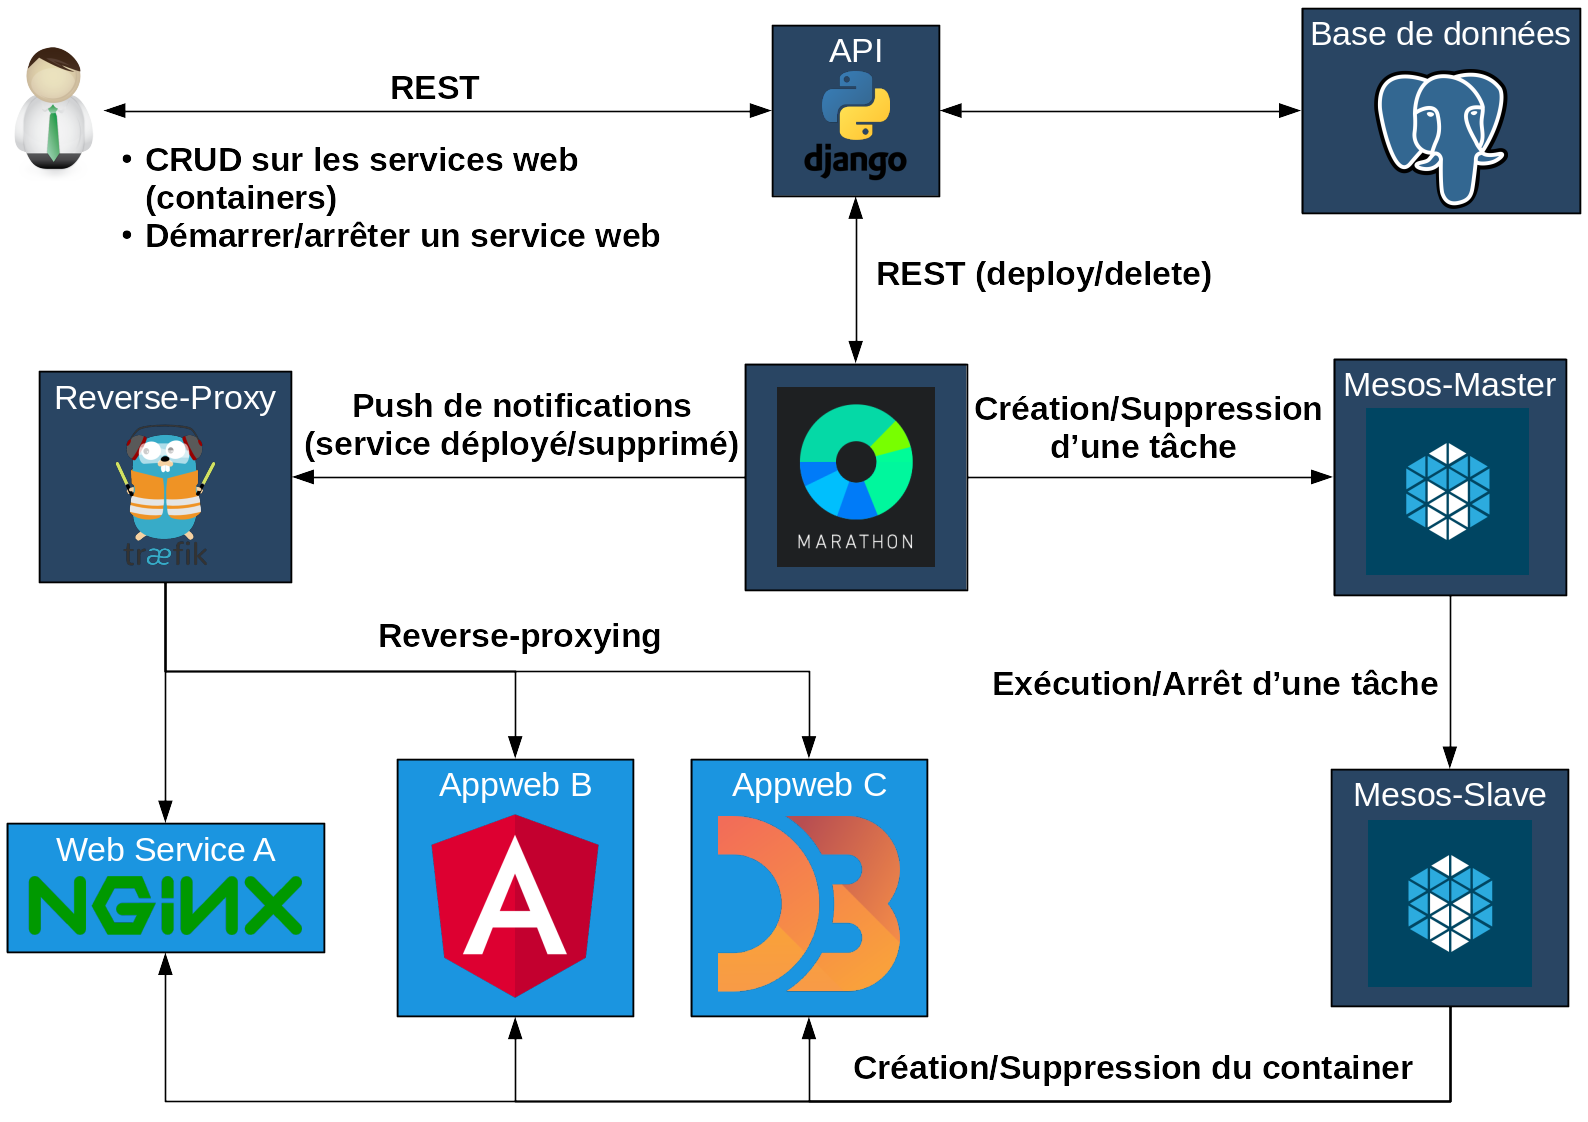 API
Base de données
REST
django
• CRUD sur les services web
(containers)
• Démarrer/arrêter un service web
REST (deploy/delete)
Reverse-Proxy
træfik
Push de notifications
(service déployé/supprimé)
MARATHON
Création/Suppression
d’une tâche
Mesos-Master
Reverse-proxying
Exécution/Arrêt d’une tâche
Web Service A
NGiNX
Appweb B
A
Appweb C
D3
Mesos-Slave
Création/Suppression du container